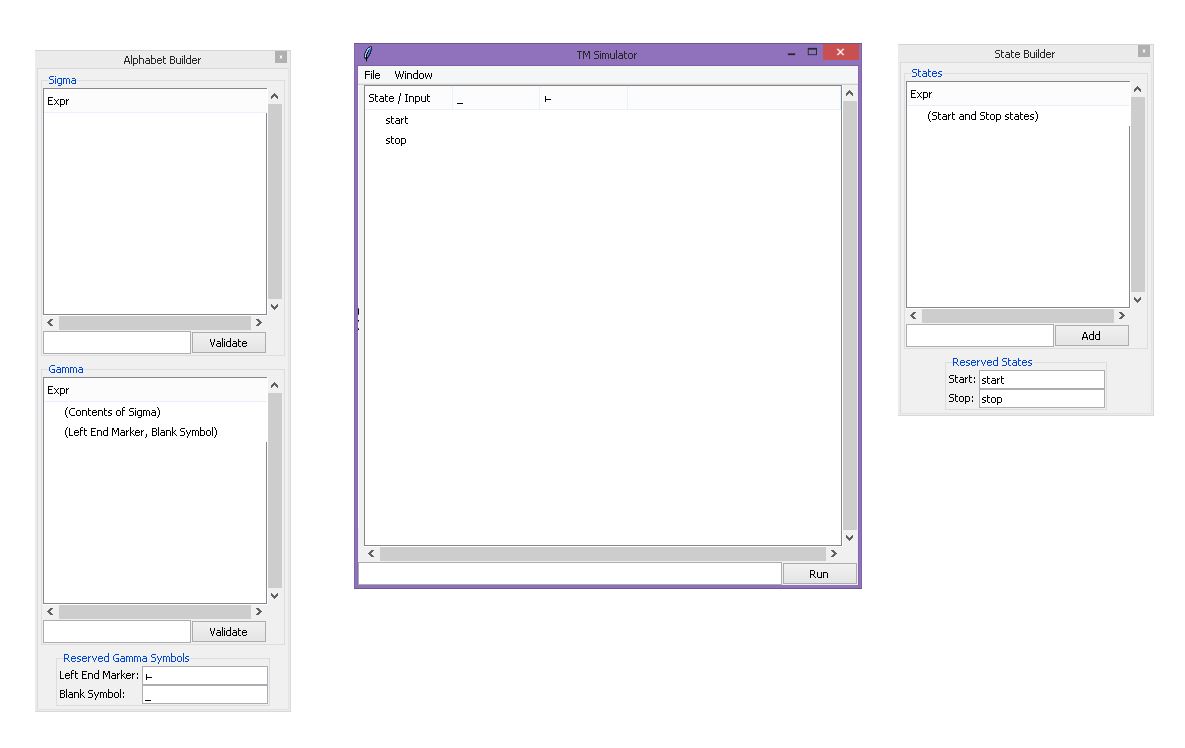 Alphabet Builder
x
Sigma
Expr
Validate
Gamma
Expr
(Contents of Sigma)
(Left End Marker, Blank Symbol)
Validate
Reserved Gamma Symbols
Left End Marker: ⊢
Blank Symbol: _
TM Simulator
File Window
State / Input _ ⊢
start
stop
Run
State Builder
x
States
Expr
(Start and Stop states)
Add
Reserved States
Start: start
Stop: stop